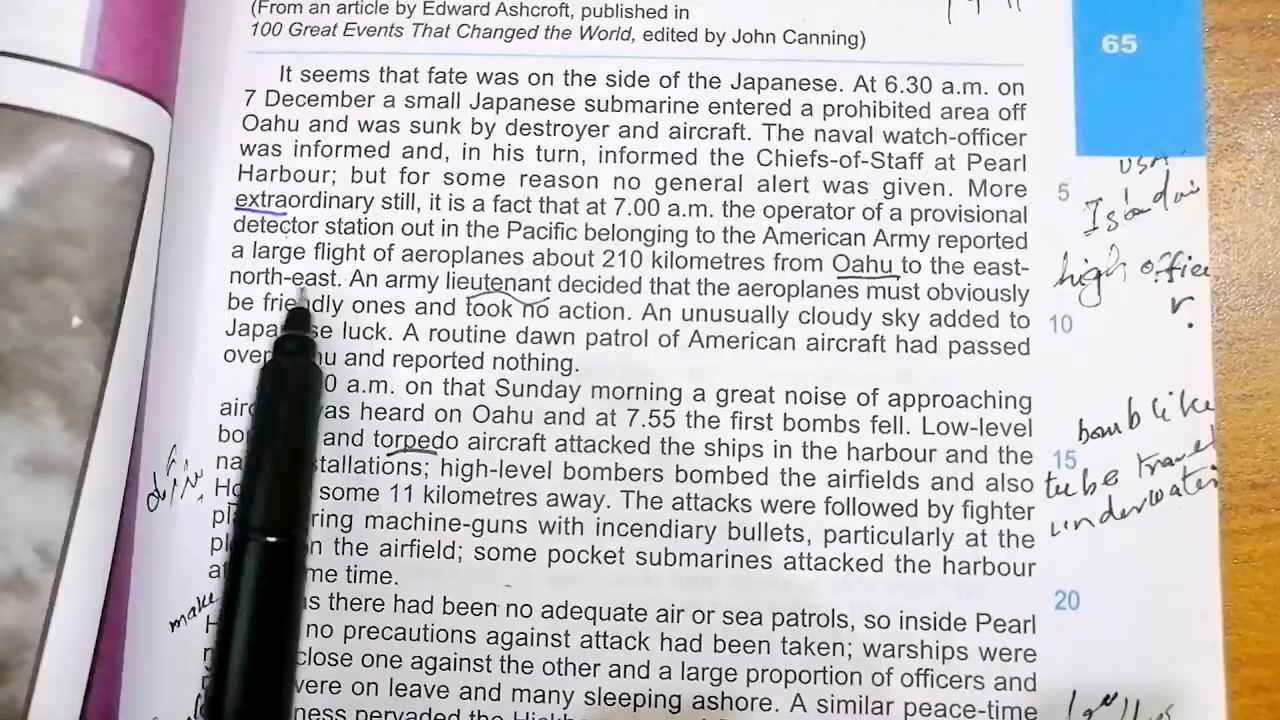 (From an article by Edward Ashcroft, published in
100 Great Events That Changed the World, edited by John Canning)
65
It seems that fate was on the side of the Japanese. At 6.30 a.m. on
7 December a small Japanese submarine entered a prohibited area off
Oahu and was sunk by destroyer and aircraft. The naval watch-officer
was informed and, in his turn, informed the Chiefs-of-Staff at Pearl
Harbour; but for some reason no general alert was given. More 5
extraordinary still, it is a fact that at 7.00 a.m. the operator of a provisional
detector station out in the Pacific belonging to the American Army reported
a large flight of aeroplanes about 210 kilometres from Oahu to the east-
north-east. An army lieutenant decided that the aeroplanes must obviously
be friendly ones and took no action. An unusually cloudy sky added to 10
luck. A routine dawn patrol of American aircraft had passed
over and reported nothing.
0 a.m. on that Sunday morning a great noise of approaching
was heard on Oahu and at 7.55 the first bombs fell. Low-level
and torpedo aircraft attacked the ships in the harbour and the 15
high-level bombers bombed the airfields and also
some 11 kilometres away. The attacks were followed by fighter
machine-guns with incendiary bullets, particularly at the
the airfield; some pocket submarines attacked the harbour
time. 20
there had been no adequate air or sea patrols, so inside Pearl
no precautions against attack had been taken; warships were
close one against the other and a large proportion of officers and
were on leave and many sleeping ashore. A similar peace-time
pervaded the
USA
high officer
bomb like
tube travel
underwater
make